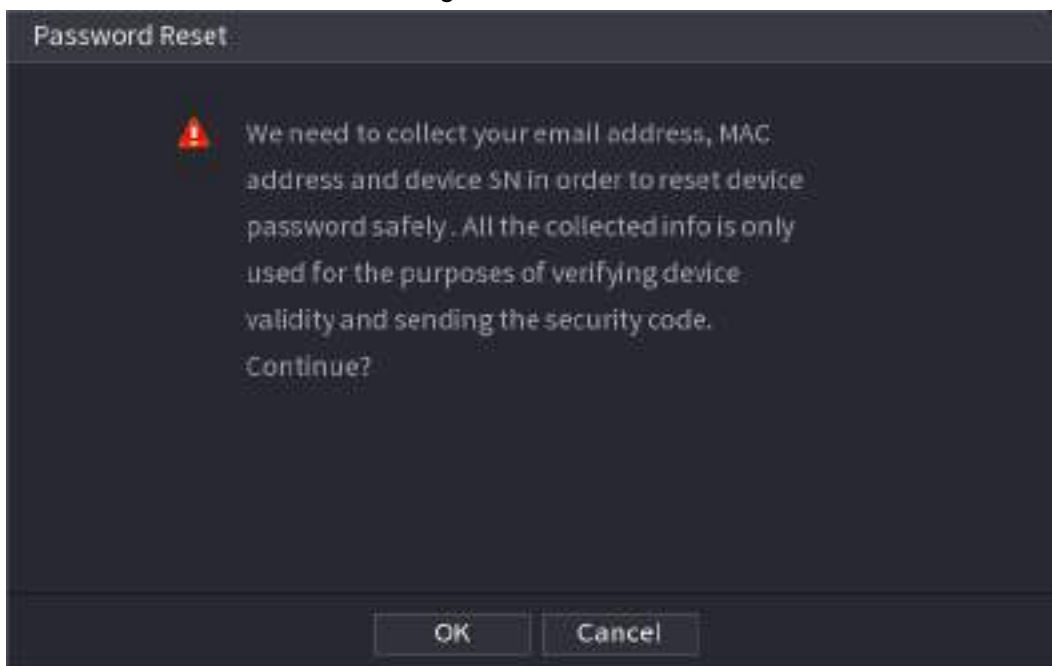 Password Reset
We need to collect your email address, MAC
address and device SN in order to reset device
password safely. All the collected info is only
used for the purposes of verifying device
validity and sending the security code.
Continue?
OK
Cancel